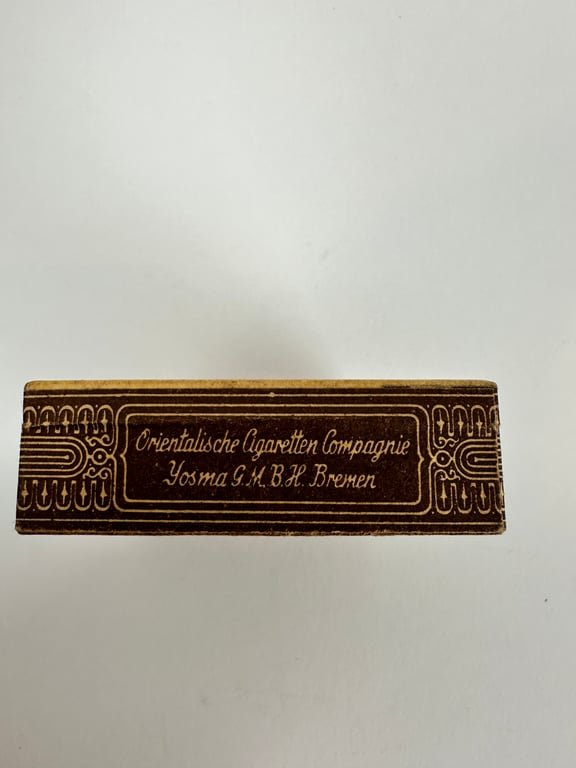 Orientalische Cigaretten Compagnie
Yosma G.M.B.H. Bremen